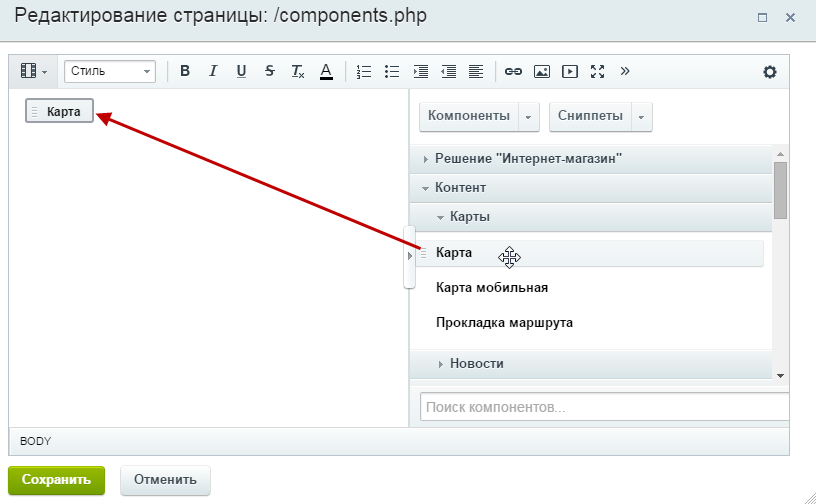 Редактирование страницы: /components.php
Стиль B I U S Tx A
Карта
Компоненты Сниппеты
Решение "Интернет-магазин"
Контент
Карты
Карта
Карта мобильная
Прокладка маршрута
Новости
Поиск компонентов...
BODY
Сохранить Отменить